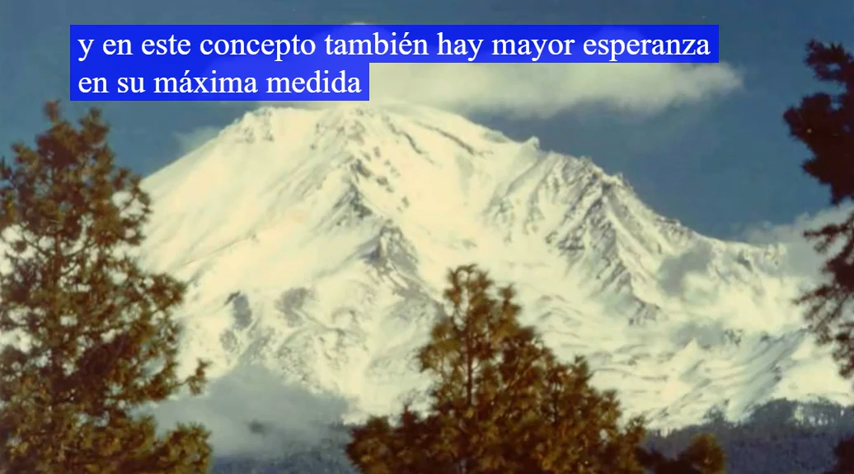 y en este concepto también hay mayor esperanza
en su máxima medida